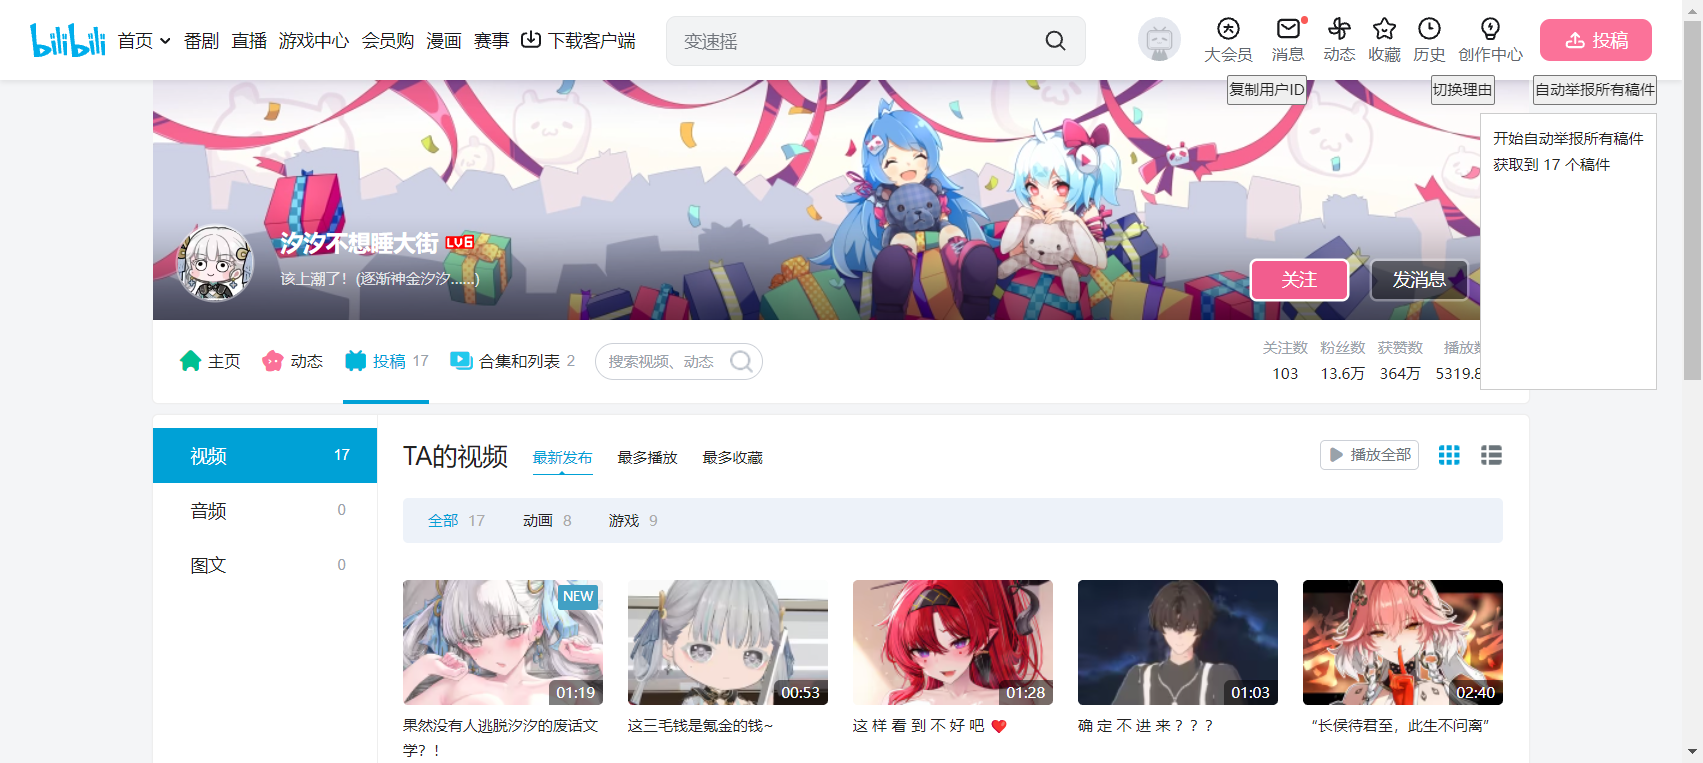 bilibili 首页 番剧 直播 游戏中心 会员购 漫画 赛事 下载客户端 变速摇 大会员 消息 动态 收藏 历史 创作中心 投稿
复制用户ID 切换理由 自动举报所有稿件
开始自动举报所有稿件
获取到 17 个稿件
汐汐不想睡大街 LV6
该上潮了！(逐渐神金汐汐……)
关注 发消息
主页 动态 投稿 17 合集和列表 2 搜索视频、动态
关注数 粉丝数 获赞数 播放数
103 13.6万 364万 5319.8
视频 17
音频 0
图文 0
TA的视频 最新发布 最多播放 最多收藏 播放全部
全部 17 动画 8 游戏 9
NEW
01:19 00:53 01:28 01:03 02:40
果然没有人逃脱汐汐的废话文
学？！
这三毛钱是氪金的钱~
这 样 看 到 不 好 吧 ❤️
确 定 不 进 来 ？ ？ ？
“长侯待君至，此生不问离”